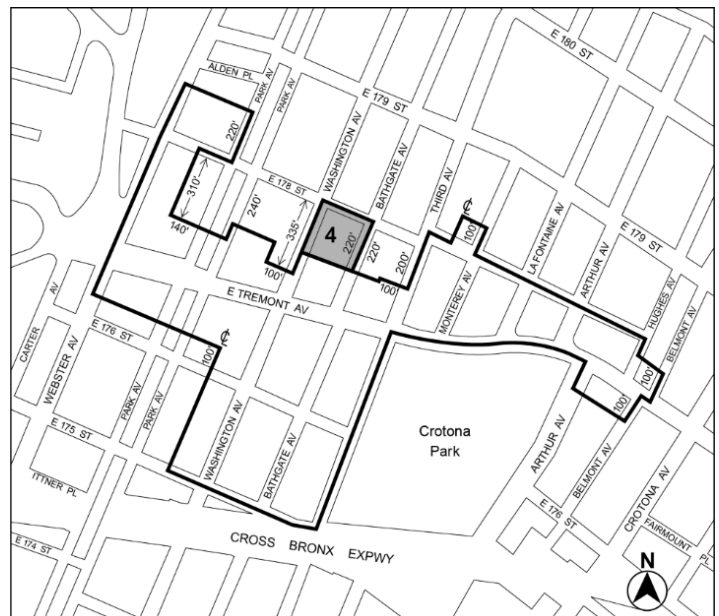 E 180 ST
ALDEN PL
PARK AV
PARK AV
E 179 ST
WASHINGTON AV
BATHGATE AV
THIRD AV
220'
E 178 ST
310'
240'
335'
4
220'
220'
200'
100'
℄
LA FONTAINE AV
ARTHUR AV
E 179 ST
140'
100'
100'
MONTEREY AV
HUGHES AV
BELMONT AV
E TREMONT AV
CARTER AV
E 176 ST
100'
℄
100'
100'
WEBSTER AV
PARK AV
PARK AV
E 175 ST
WASHINGTON AV
BATHGATE AV
Crotona
Park
ARTHUR AV
BELMONT AV
CROTONA AV
ITTNER PL
E 176 ST
FAIRMOUNT PL
E 174 ST
CROSS BRONX EXPWY
N